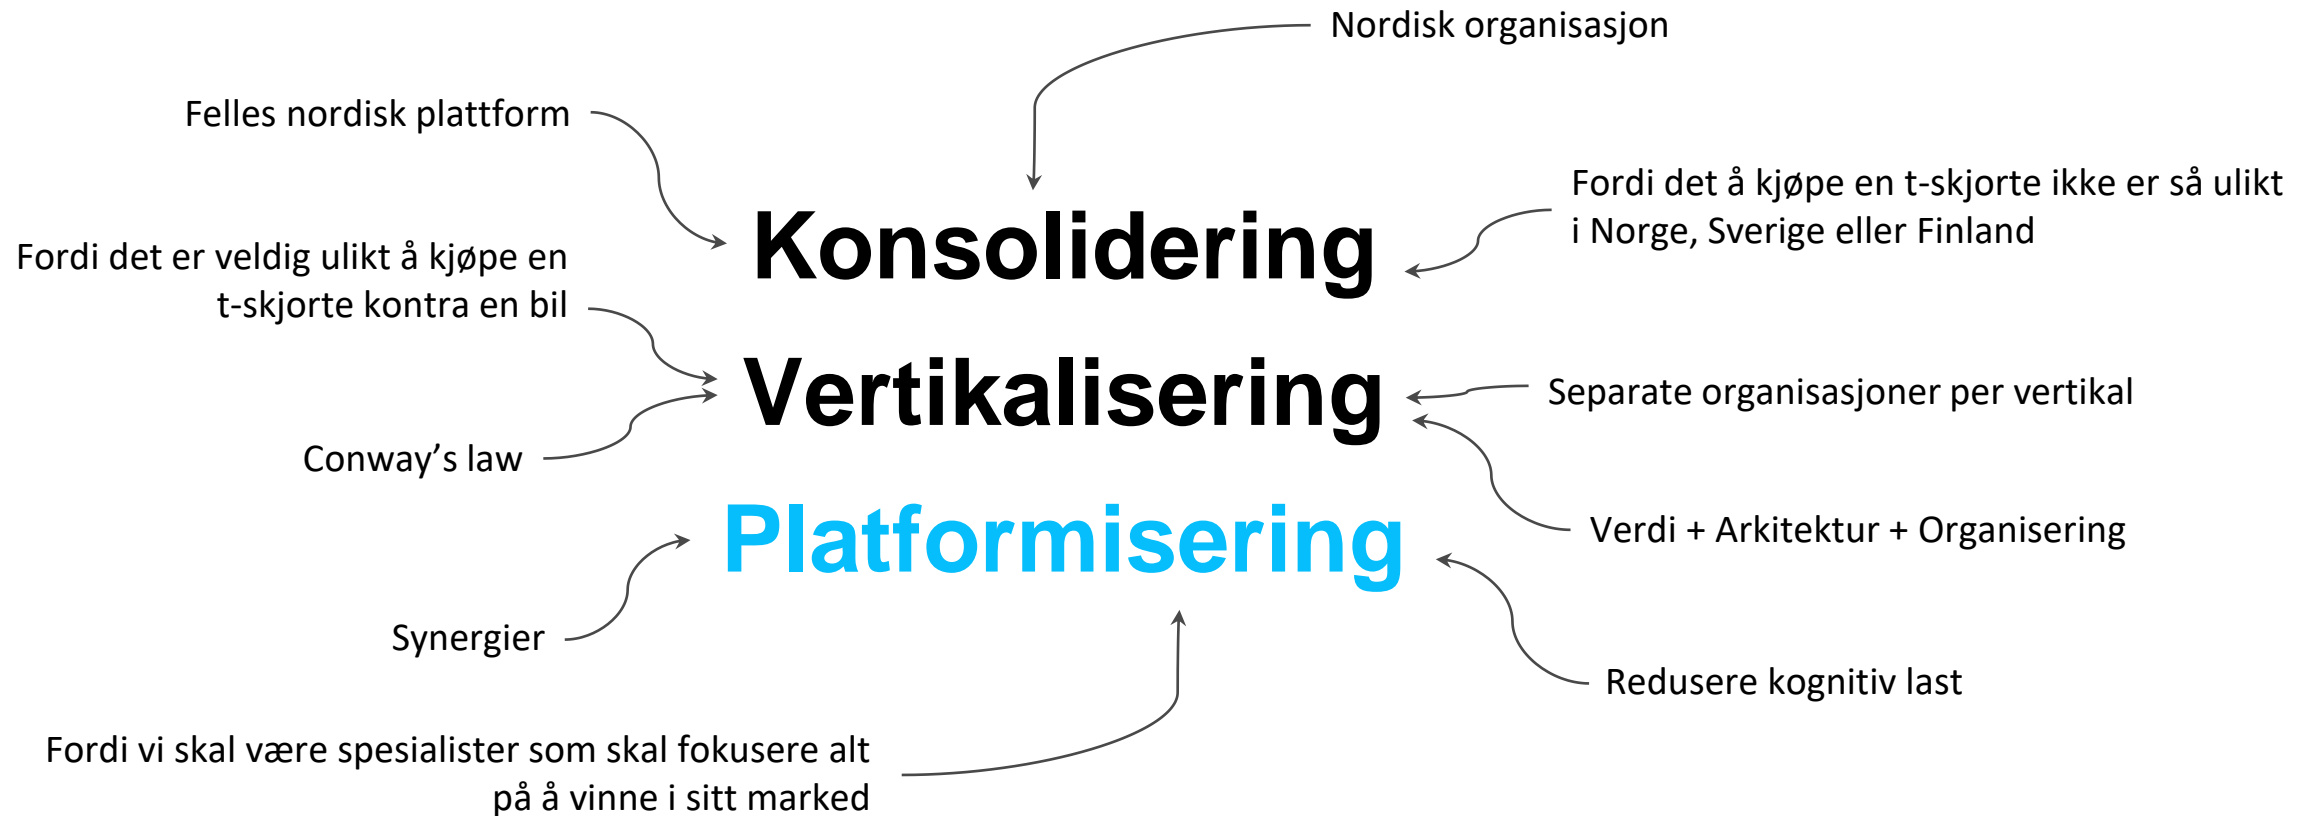 Nordisk organisasjon
Felles nordisk plattform
Fordi det å kjøpe en t-skjorte ikke er så ulikt
i Norge, Sverige eller Finland
Konsolidering
Fordi det er veldig ulikt å kjøpe en
t-skjorte kontra en bil
Vertikalisering
Separate organisasjoner per vertikal
Conway’s law
Verdi + Arkitektur + Organisering
Platformisering
Synergier
Redusere kognitiv last
Fordi vi skal være spesialister som skal fokusere alt
på å vinne i sitt marked